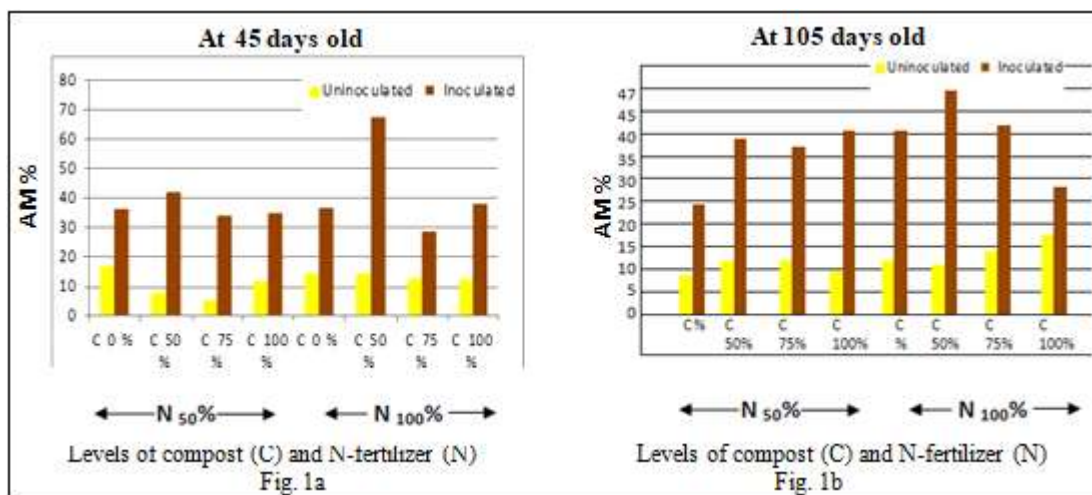 At 45 days old
Uninoculated Inoculated
80
70
60
50
40
30
20
10
0
AM %
C 0 % C 50 % C 75 % C 100 % C 0 % C 50 % C 75 % C 100 %
N 50% N 100%
Levels of compost (C) and N-fertilizer (N)
Fig. 1a
At 105 days old
Uninoculated Inoculated
47
45
40
35
30
25
20
15
10
5
0
AM %
C % C 50% C 75% C 100% C % C 50% C 75% C 100%
N 50% N 100%
Levels of compost (C) and N-fertilizer (N)
Fig. 1b